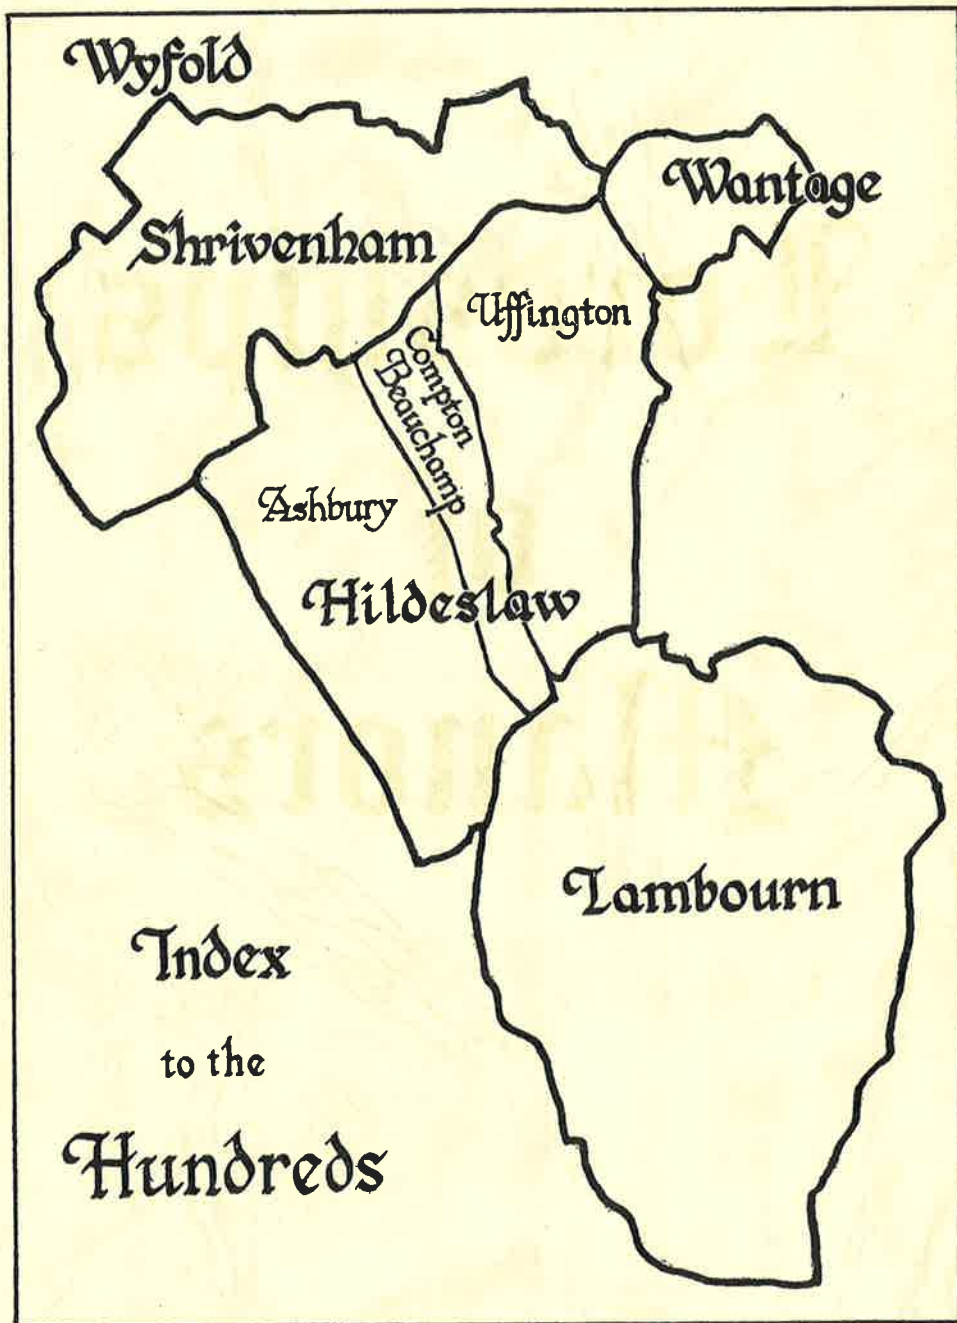 Wyfold
Wantage
Shrivenham
Uffington
Compton
Beauchamp
Ashbury
Hildeslaw
Lambourn
Index
to the
Hundreds